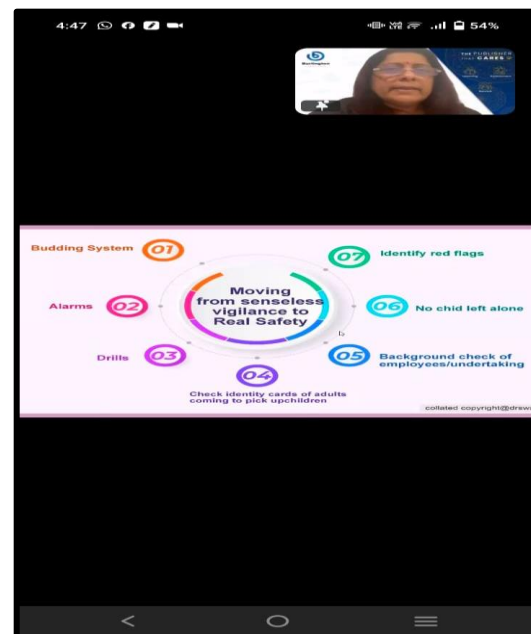 4:47
54%
Burlington
THE PUBLISHER
that CARES
Budding System 01
Alarms 02
Drills 03
04
Check identity cards of adults
coming to pick upchildren
Moving
from senseless
vigilance to
Real Safety
07 Identify red flags
06 No chid left alone
05 Background check of
employees/undertaking
collated copyright@drsw